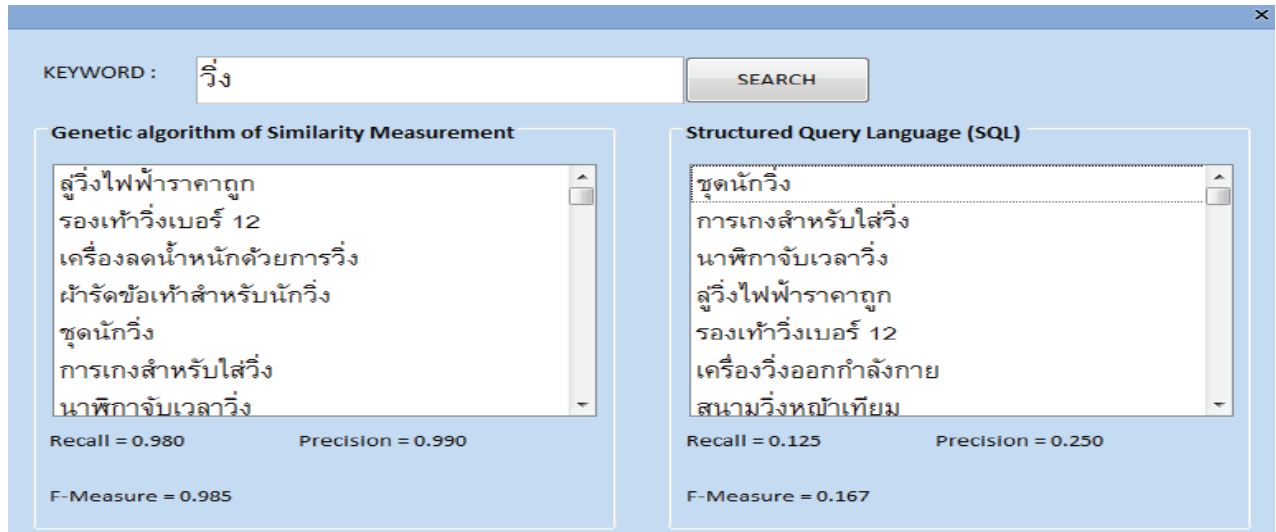 KEYWORD : วิ่ง SEARCH
Genetic algorithm of Similarity Measurement
ลู่วิ่งไฟฟ้าราคาถูก
รองเท้าวิ่งเบอร์ 12
เครื่องลดน้ำหนักด้วยการวิ่ง
ผ้ารัดข้อเท้าสำหรับนักวิ่ง
ชุดนักวิ่ง
การเกงสำหรับใส่วิ่ง
นาฬิกาจับเวลาวิ่ง
Recall = 0.980 Precision = 0.990
F-Measure = 0.985
Structured Query Language (SQL)
ชุดนักวิ่ง
การเกงสำหรับใส่วิ่ง
นาฬิกาจับเวลาวิ่ง
ลู่วิ่งไฟฟ้าราคาถูก
รองเท้าวิ่งเบอร์ 12
เครื่องวิ่งออกกำลังกาย
สนามวิ่งหญ้าเทียม
Recall = 0.125 Precision = 0.250
F-Measure = 0.167